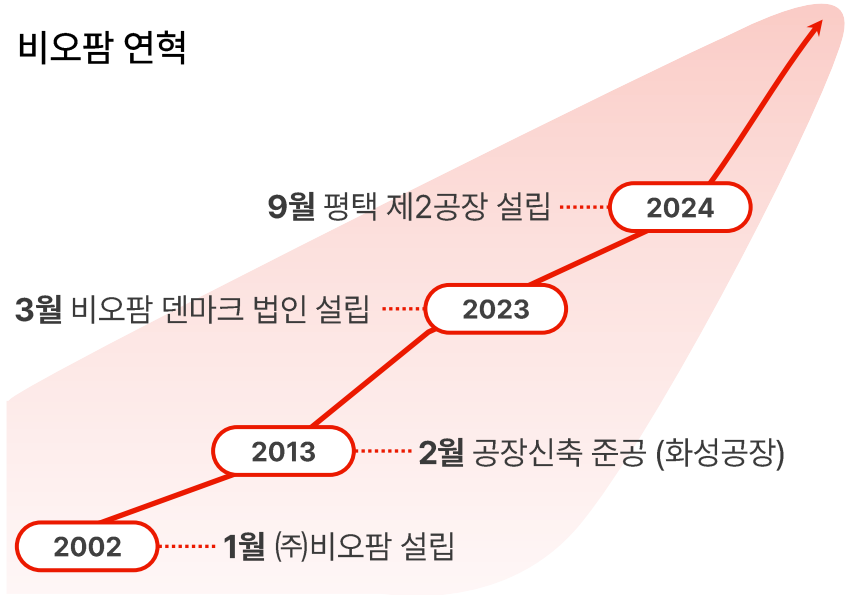 비오팜 연혁
9월 평택 제2공장 설립 2024
3월 비오팜 덴마크 법인 설립 2023
2013 2월 공장신축 준공 (화성공장)
2002 1월 ㈜비오팜 설립